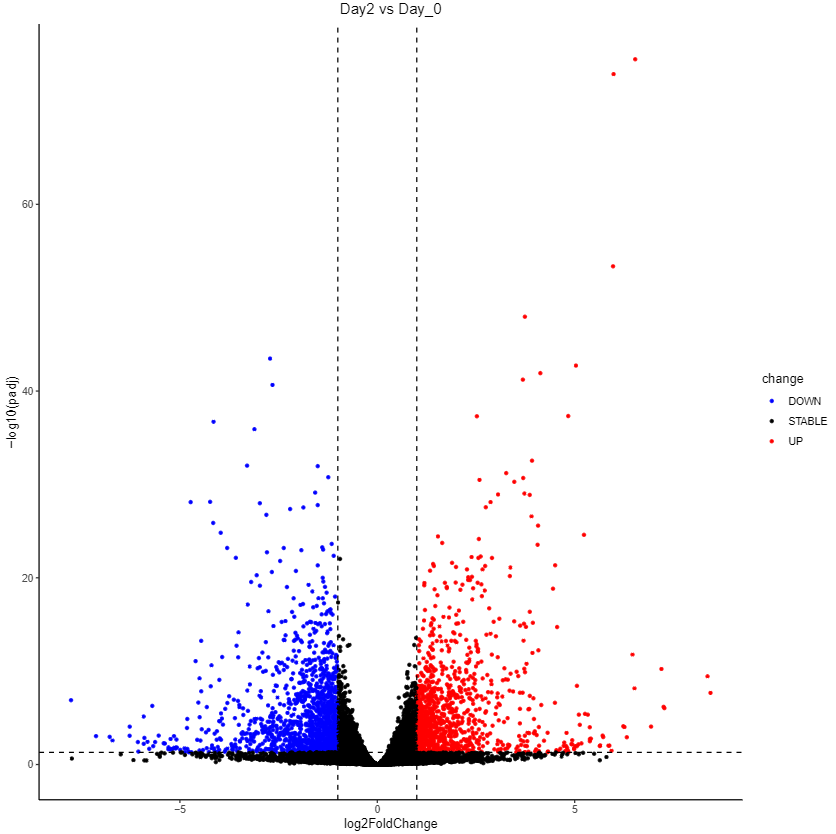 Day2 vs Day_0
60
40
20
0
−log10(padj)
−5
0
5
log2FoldChange
change
DOWN
STABLE
UP